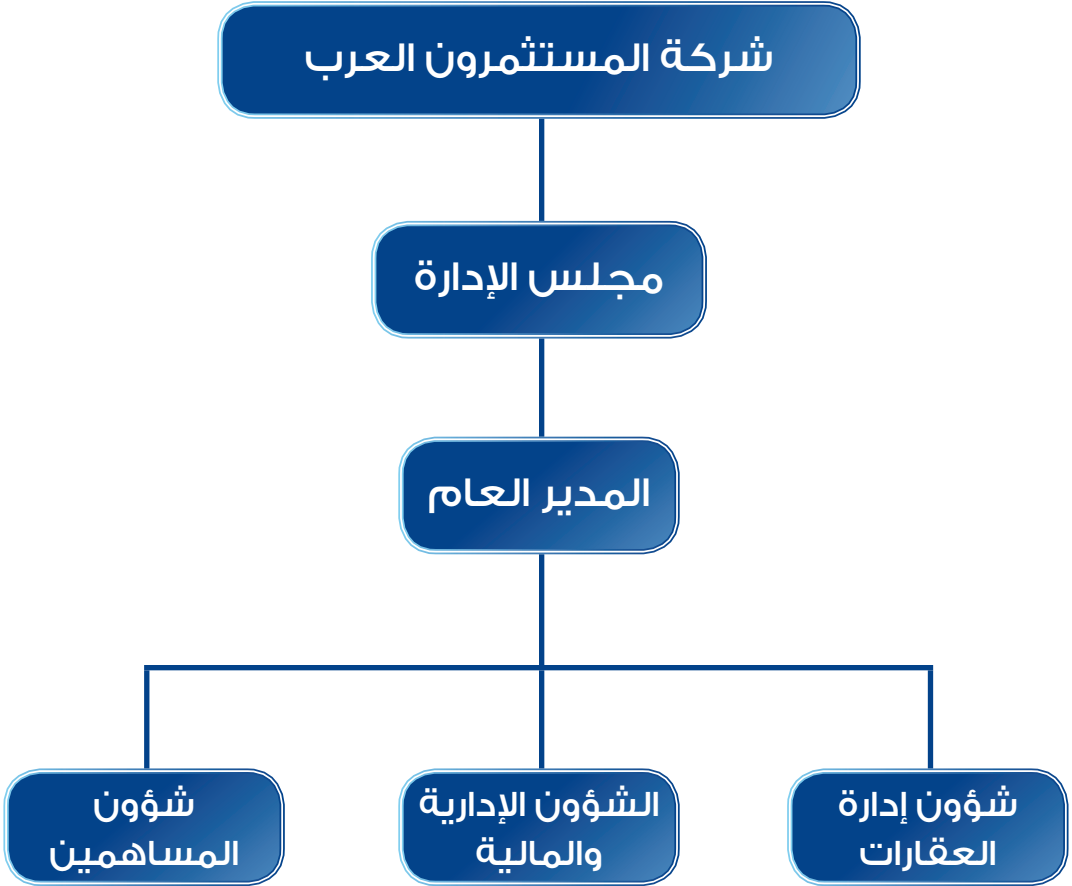 شركة المستثمرون العرب
مجلس الإدارة
المدير العام
شؤون إدارة
العقارات
الشؤون الإدارية
والمالية
شؤون
المساهمين